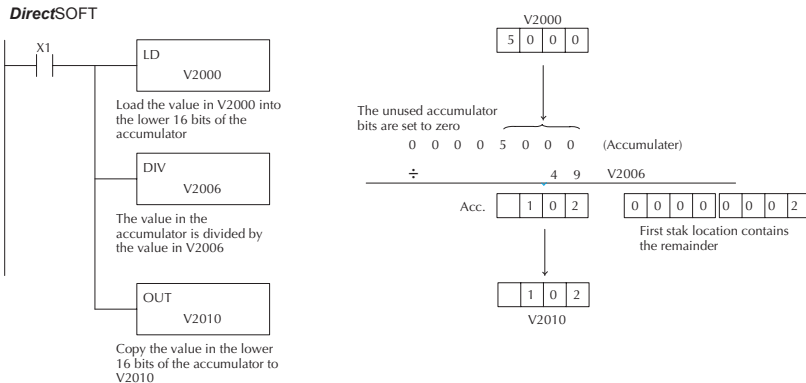 DirectSOFT
X1
LD
V2000
Load the value in V2000 into
the lower 16 bits of the
accumulator
DIV
V2006
The value in the
accumulator is divided by
the value in V2006
OUT
V2010
Copy the value in the lower
16 bits of the accumulator to
V2010
V2000
5 0 0 0
The unused accumulator
bits are set to zero
0 0 0 0 5 0 0 0 (Accumulater)
÷ 4 9 V2006
Acc. 1 0 2 0 0 0 0 0 0 0 2
First stak location contains
the remainder
1 0 2
V2010